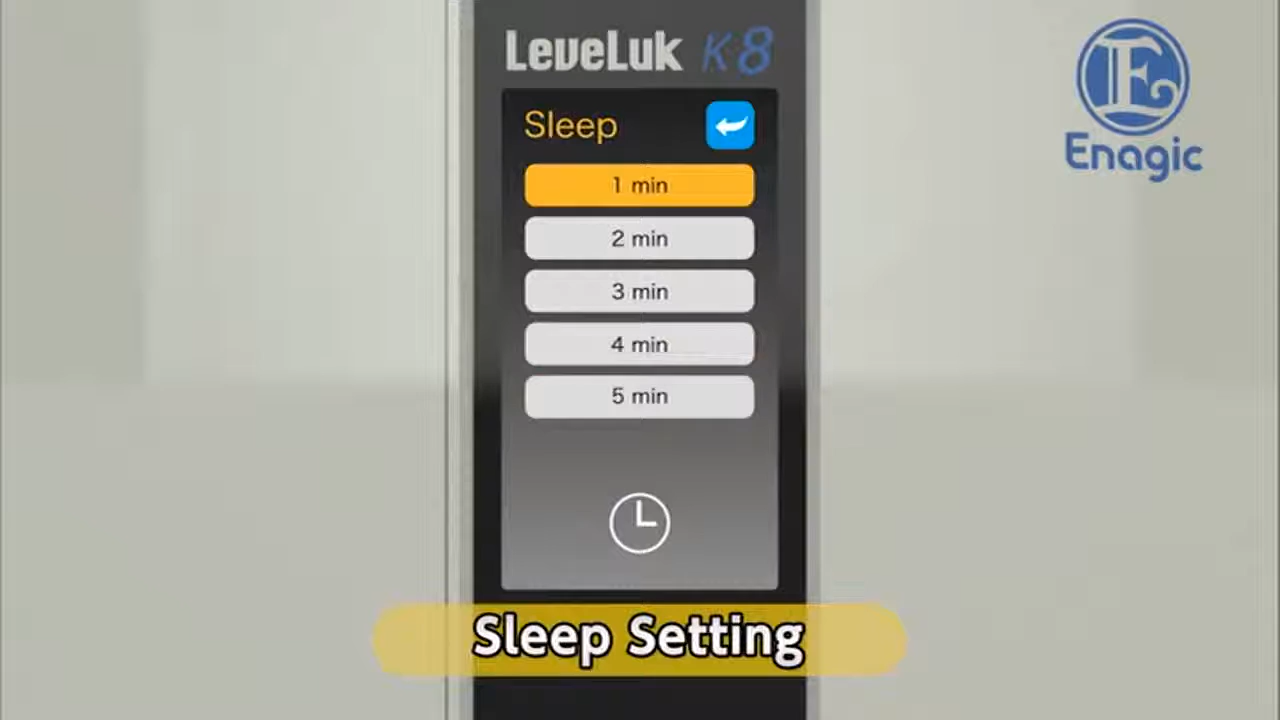 LeveLuk K8
Enagic
Sleep
1 min
2 min
3 min
4 min
5 min
Sleep Setting